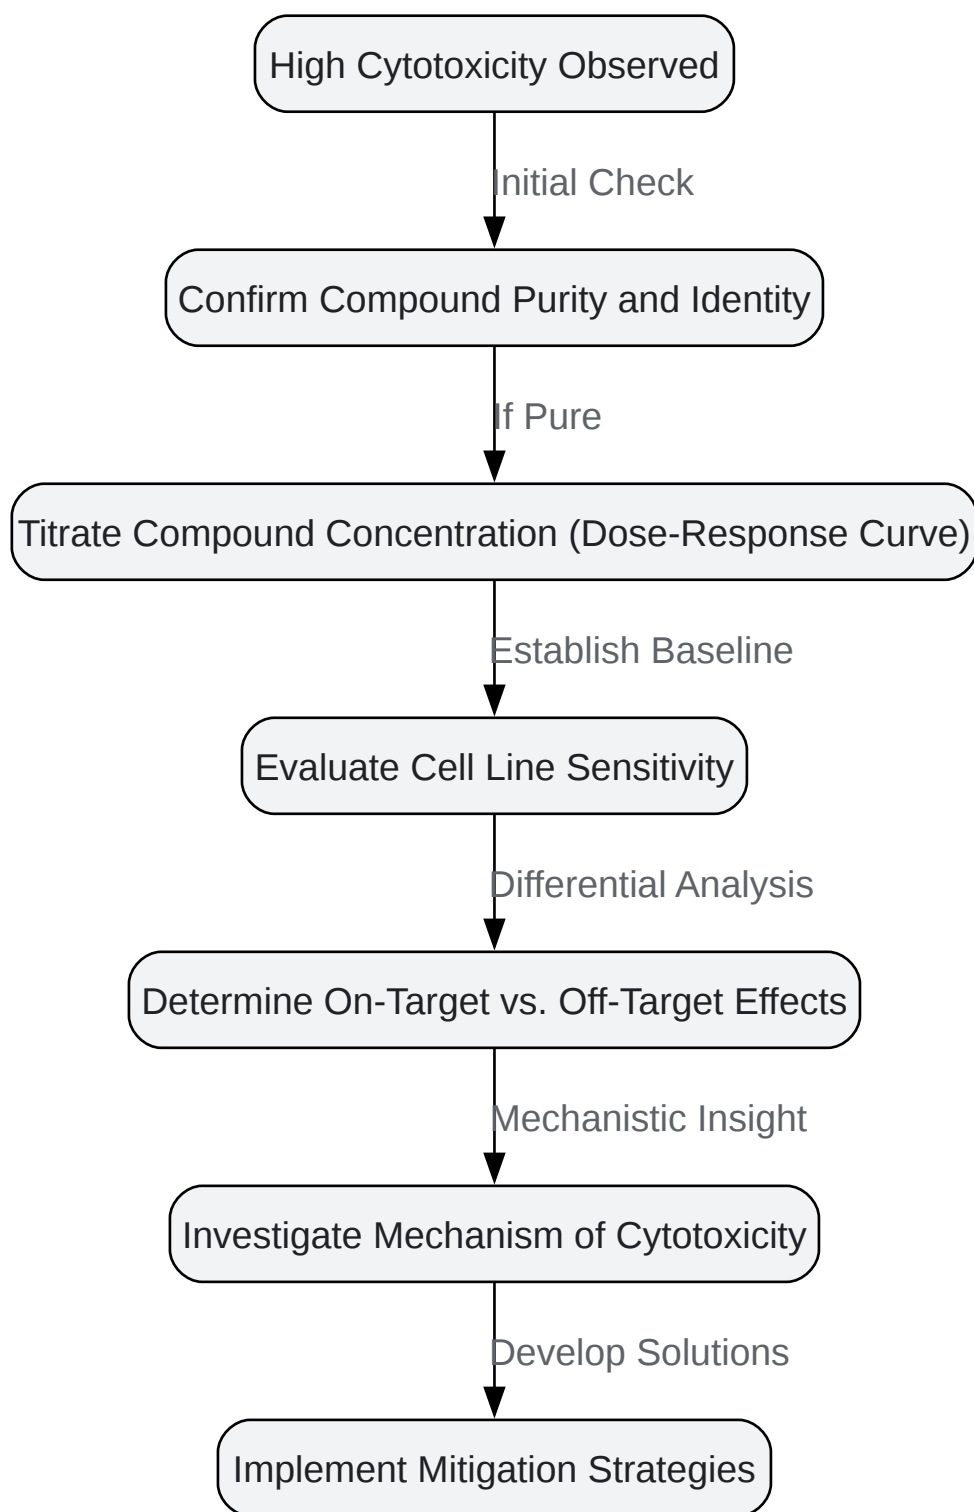 High Cytotoxicity Observed
Initial Check
Confirm Compound Purity and Identity
If Pure
Titrate Compound Concentration (Dose-Response Curve)
Establish Baseline
Evaluate Cell Line Sensitivity
Differential Analysis
Determine On-Target vs. Off-Target Effects
Mechanistic Insight
Investigate Mechanism of Cytotoxicity
Develop Solutions
Implement Mitigation Strategies